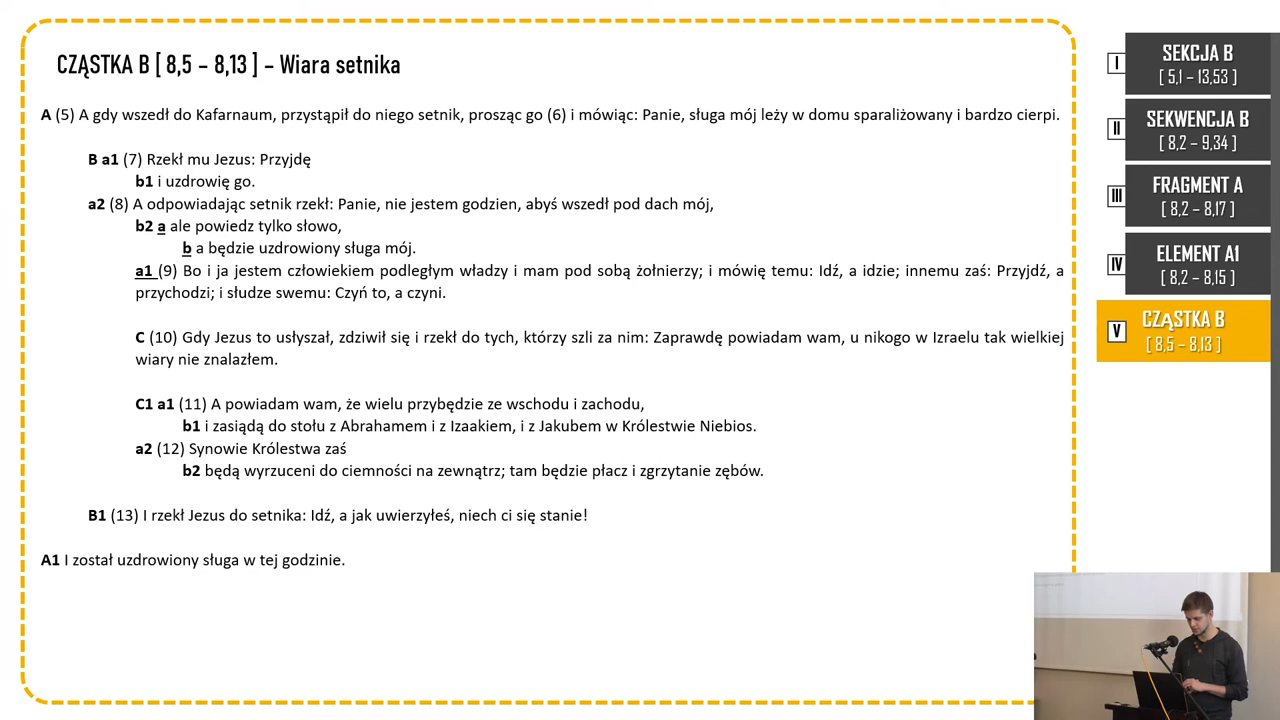 CZĄSTKA B [ 8,5 – 8,13 ] – Wiara setnika
A (5) A gdy wszedł do Kafarnaum, przystąpił do niego setnik, prosząc go (6) i mówiąc: Panie, sługa mój leży w domu sparaliżowany i bardzo cierpi.
B a1 (7) Rzekł mu Jezus: Przyjdę
b1 i uzdrowię go.
a2 (8) A odpowiadając setnik rzekł: Panie, nie jestem godzien, abyś wszedł pod dach mój,
b2 a ale powiedz tylko słowo,
b a będzie uzdrowiony sługa mój.
a1 (9) Bo i ja jestem człowiekiem podległym władzy i mam pod sobą żołnierzy; i mówię temu: Idź, a idzie; innemu zaś: Przyjdź, a
przychodzi; i słudze swemu: Czyń to, a czyni.
C (10) Gdy Jezus to usłyszał, zdziwił się i rzekł do tych, którzy szli za nim: Zaprawdę powiadam wam, u nikogo w Izraelu tak wielkiej
wiary nie znalazłem.
C1 a1 (11) A powiadam wam, że wielu przybędzie ze wschodu i zachodu,
b1 i zasiądą do stołu z Abrahamem i z Izaakiem, i z Jakubem w Królestwie Niebios.
a2 (12) Synowie Królestwa zaś
b2 będą wyrzuceni do ciemności na zewnątrz; tam będzie płacz i zgrzytanie zębów.
B1 (13) I rzekł Jezus do setnika: Idź, a jak uwierzyłeś, niech ci się stanie!
A1 I został uzdrowiony sługa w tej godzinie.
I SEKCJA B
[ 5,1 – 13,53 ]
II SEKWENCJA B
[ 8,2 – 9,34 ]
III FRAGMENT A
[ 8,2 – 8,17 ]
IV ELEMENT A1
[ 8,2 – 8,15 ]
V CZĄSTKA B
[ 8,5 – 8,13 ]